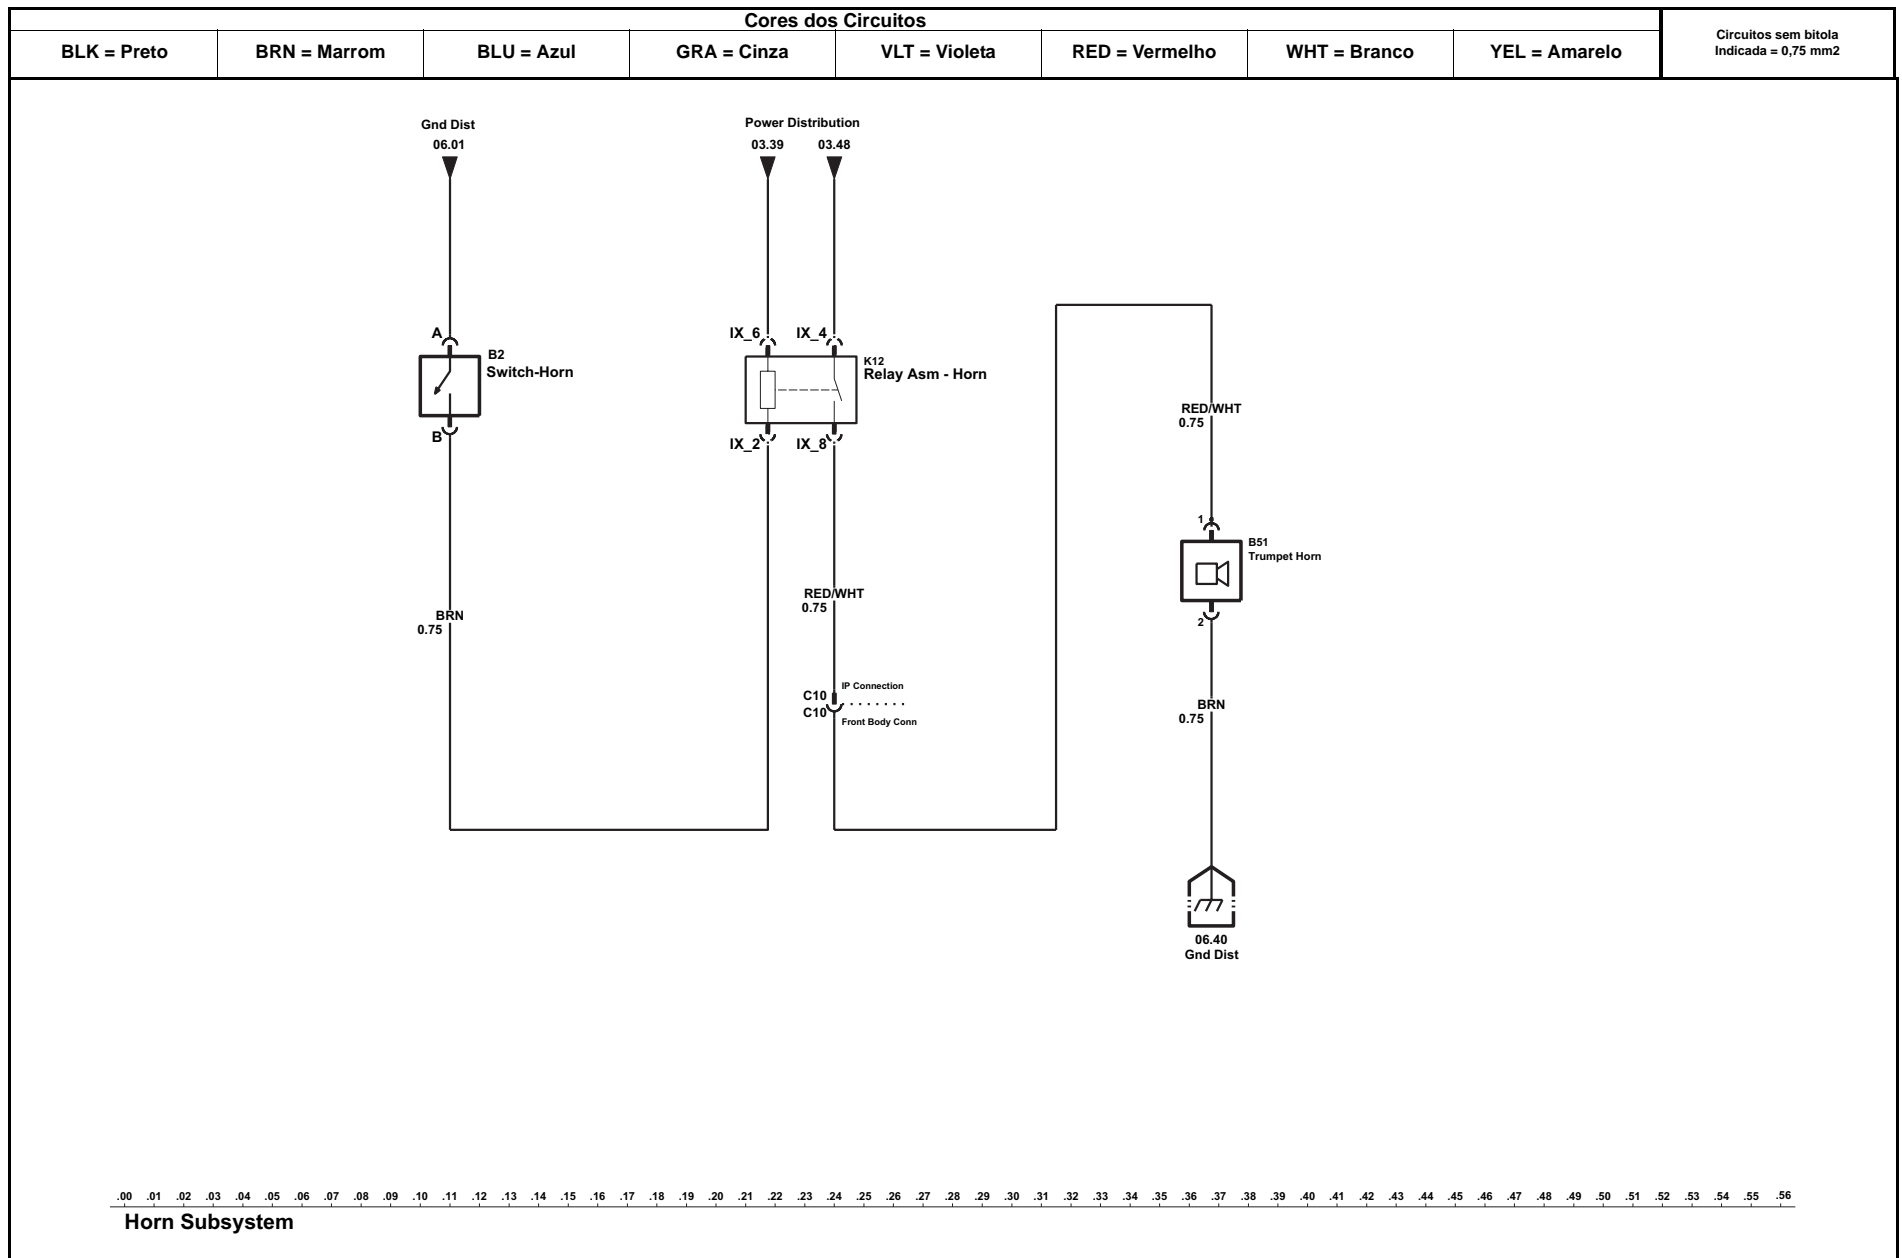 Cores dos Circuitos
BLK = Preto
BRN = Marrom
BLU = Azul
GRA = Cinza
VLT = Violeta
RED = Vermelho
WHT = Branco
YEL = Amarelo
Circuitos sem bitola
Indicada = 0,75 mm2
Gnd Dist
06.01
Power Distribution
03.39 03.48
A
B2
Switch-Horn
B
IX_6 IX_4
K12
Relay Asm - Horn
IX_2 IX_8
RED/WHT
0.75
1
B51
Trumpet Horn
2
BRN
0.75
RED/WHT
0.75
C10 IP Connection
C10 Front Body Conn
BRN
0.75
06.40
Gnd Dist
.00 .01 .02 .03 .04 .05 .06 .07 .08 .09 .10 .11 .12 .13 .14 .15 .16 .17 .18 .19 .20 .21 .22 .23 .24 .25 .26 .27 .28 .29 .30 .31 .32 .33 .34 .35 .36 .37 .38 .39 .40 .41 .42 .43 .44 .45 .46 .47 .48 .49 .50 .51 .52 .53 .54 .55 .56
Horn Subsystem